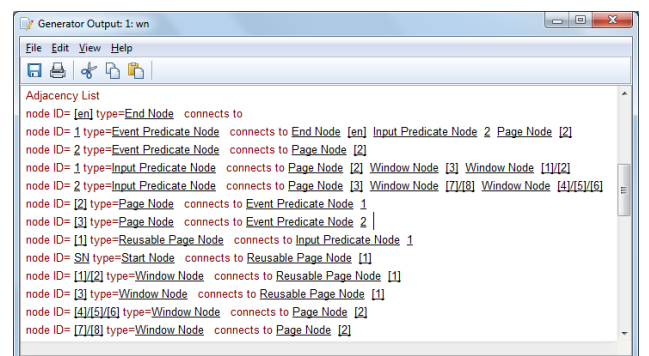 Generator Output: 1: wn
File Edit View Help
Adjacency List
node ID= [en] type=End Node connects to
node ID= 1 type=Event Predicate Node connects to End Node [en] Input Predicate Node 2 Page Node [2]
node ID= 2 type=Event Predicate Node connects to Page Node [2]
node ID= 1 type=Input Predicate Node connects to Page Node [2] Window Node [3] Window Node [1]/[2]
node ID= 2 type=Input Predicate Node connects to Page Node [3] Window Node [7]/[8] Window Node [4]/[5]/[6]
node ID= [2] type=Page Node connects to Event Predicate Node 1
node ID= [3] type=Page Node connects to Event Predicate Node 2
node ID= [1] type=Reusable Page Node connects to Input Predicate Node 1
node ID= SN type=Start Node connects to Reusable Page Node [1]
node ID= [1]/[2] type=Window Node connects to Reusable Page Node [1]
node ID= [3] type=Window Node connects to Reusable Page Node [1]
node ID= [4]/[5]/[6] type=Window Node connects to Page Node [2]
node ID= [7]/[8] type=Window Node connects to Page Node [2]